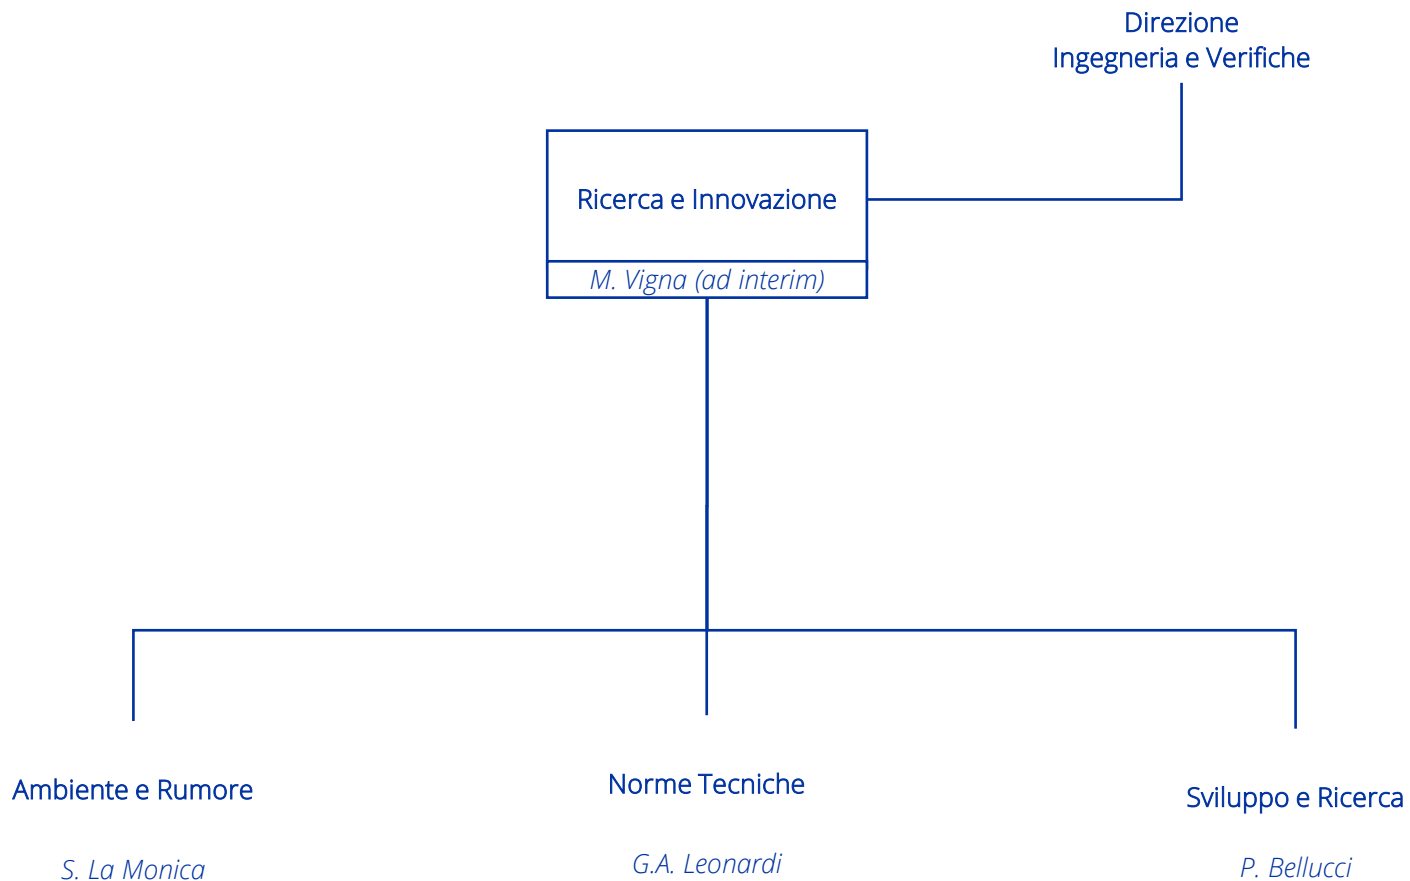 Direzione
Ingegneria e Verifiche
Ricerca e Innovazione
M. Vigna (ad interim)
Ambiente e Rumore
S. La Monica
Norme Tecniche
G.A. Leonardi
Sviluppo e Ricerca
P. Bellucci